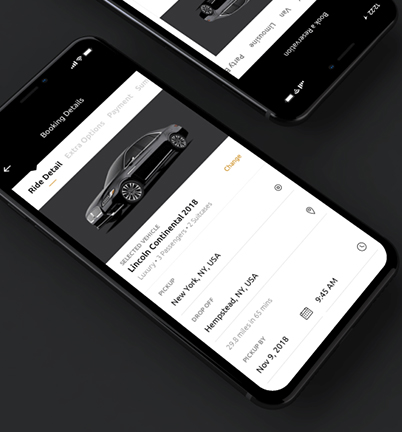 Booking Details
Ride Detail Extra Options Payment Sum
SELECTED VEHICLE
Lincoln Continental 2018
Luxury • 3 Passengers • 2 Suitcases
Change
PICKUP
New York, NY, USA
DROP OFF
Hempstead, NY, USA
29.8 miles in 65 mins
PICKUP BY
Nov 9, 2018
9:45 AM
12:22
Book a Reservation
Van
Limousine
Party B